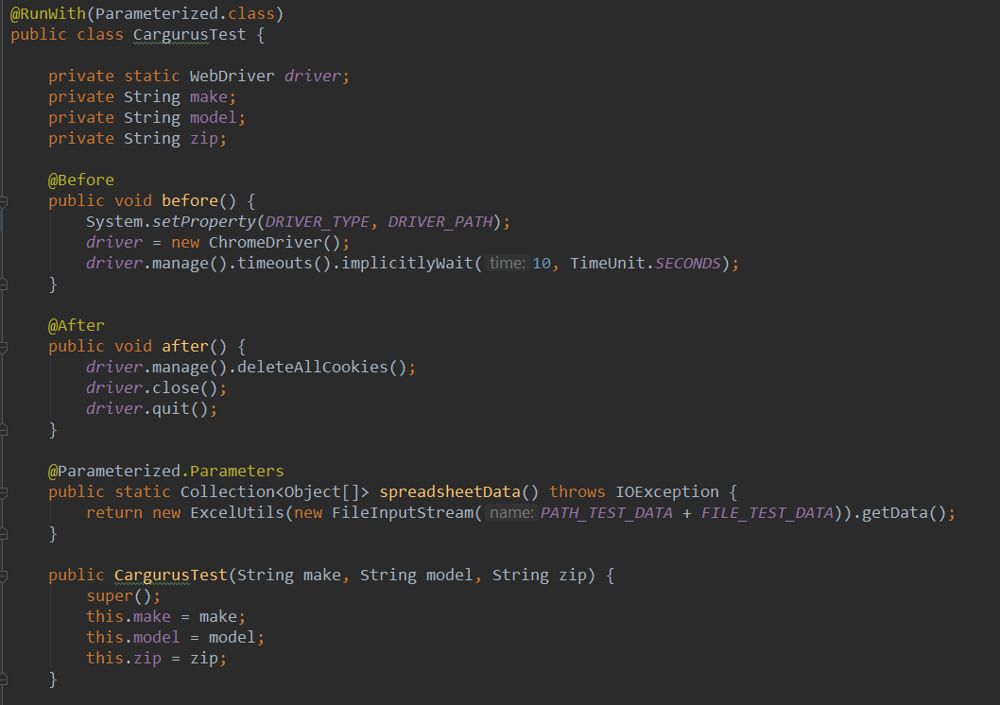 @RunWith(Parameterized.class)
public class CargurusTest {
private static WebDriver driver;
private String make;
private String model;
private String zip;
@Before
public void before() {
System.setProperty(DRIVER_TYPE, DRIVER_PATH);
driver = new ChromeDriver();
driver.manage().timeouts().implicitlyWait( time: 10, TimeUnit.SECONDS);
}
@After
public void after() {
driver.manage().deleteAllCookies();
driver.close();
driver.quit();
}
@Parameterized.Parameters
public static Collection<Object[]> spreadsheetData() throws IOException {
return new ExcelUtils(new FileInputStream( name: PATH_TEST_DATA + FILE_TEST_DATA)).getData();
}
public CargurusTest(String make, String model, String zip) {
super();
this.make = make;
this.model = model;
this.zip = zip;
}